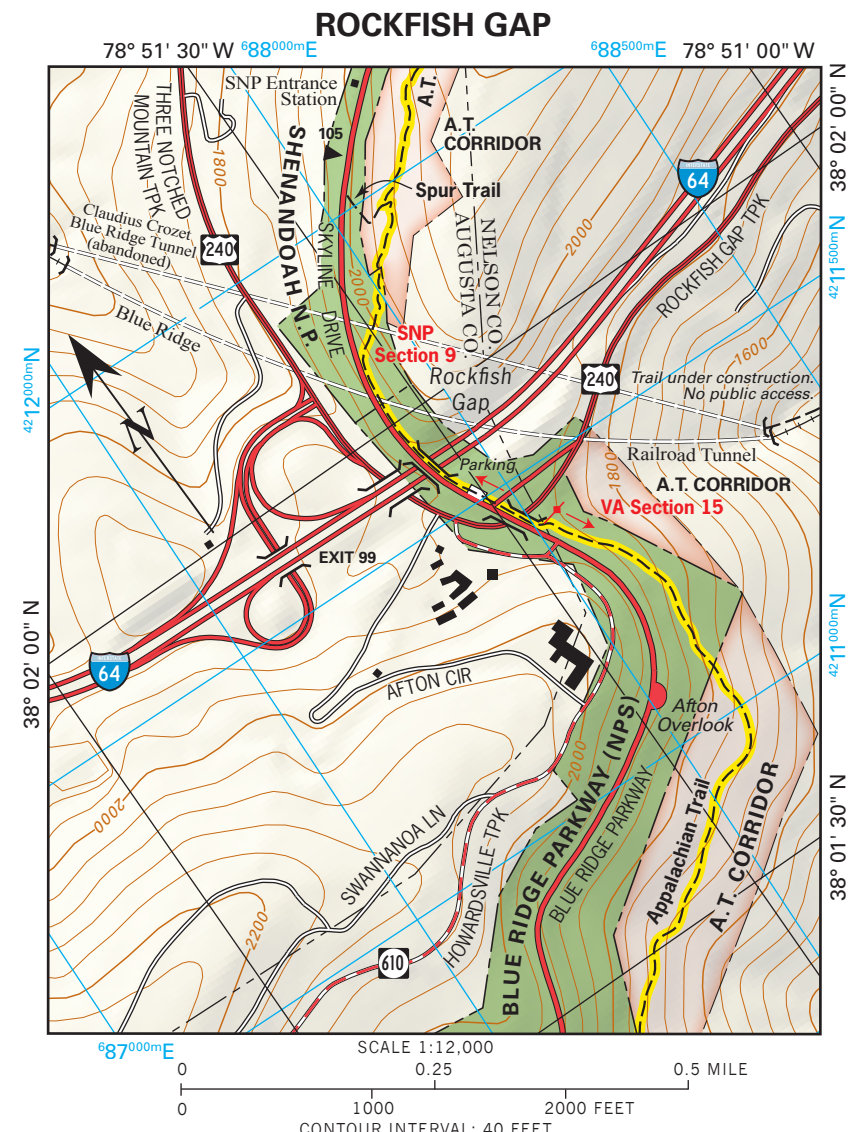 ROCKFISH GAP
78° 51' 30" W
688000mE
688500mE
78° 51' 00" W
SNP Entrance
Station
A.T.
THREE NOTCHED
MOUNTAIN TPK
1800
105
A.T.
CORRIDOR
38° 02' 00" N
SHENANDOAH N.P.
Spur Trail
64
Claudius Crozet
Blue Ridge Tunnel
(abandoned)
240
SKYLINE DRIVE
2000
NELSON CO.
AUGUSTA CO.
2000
ROCKFISH GAP TPK
4211500mN
Blue Ridge
SNP
Section 9
Rockfish
Gap
1600
4212000mN
240
Trail under construction.
No public access.
N
Railroad Tunnel
Parking
1800
A.T. CORRIDOR
VA Section 15
EXIT 99
38° 02' 00" N
64
4211000mN
AFTON CIR
Afton
Overlook
2000
2000
BLUE RIDGE PARKWAY (NPS)
BLUE RIDGE PARKWAY
Appalachian Trail
A.T. CORRIDOR
38° 01' 30" N
SWANNANOA LN
HOWARDSVILLE TPK
2200
610
687000mE
SCALE 1:12,000
0 0.25 0.5 MILE
0 1000 2000 FEET
CONTOUR INTERVAL: 40 FEET